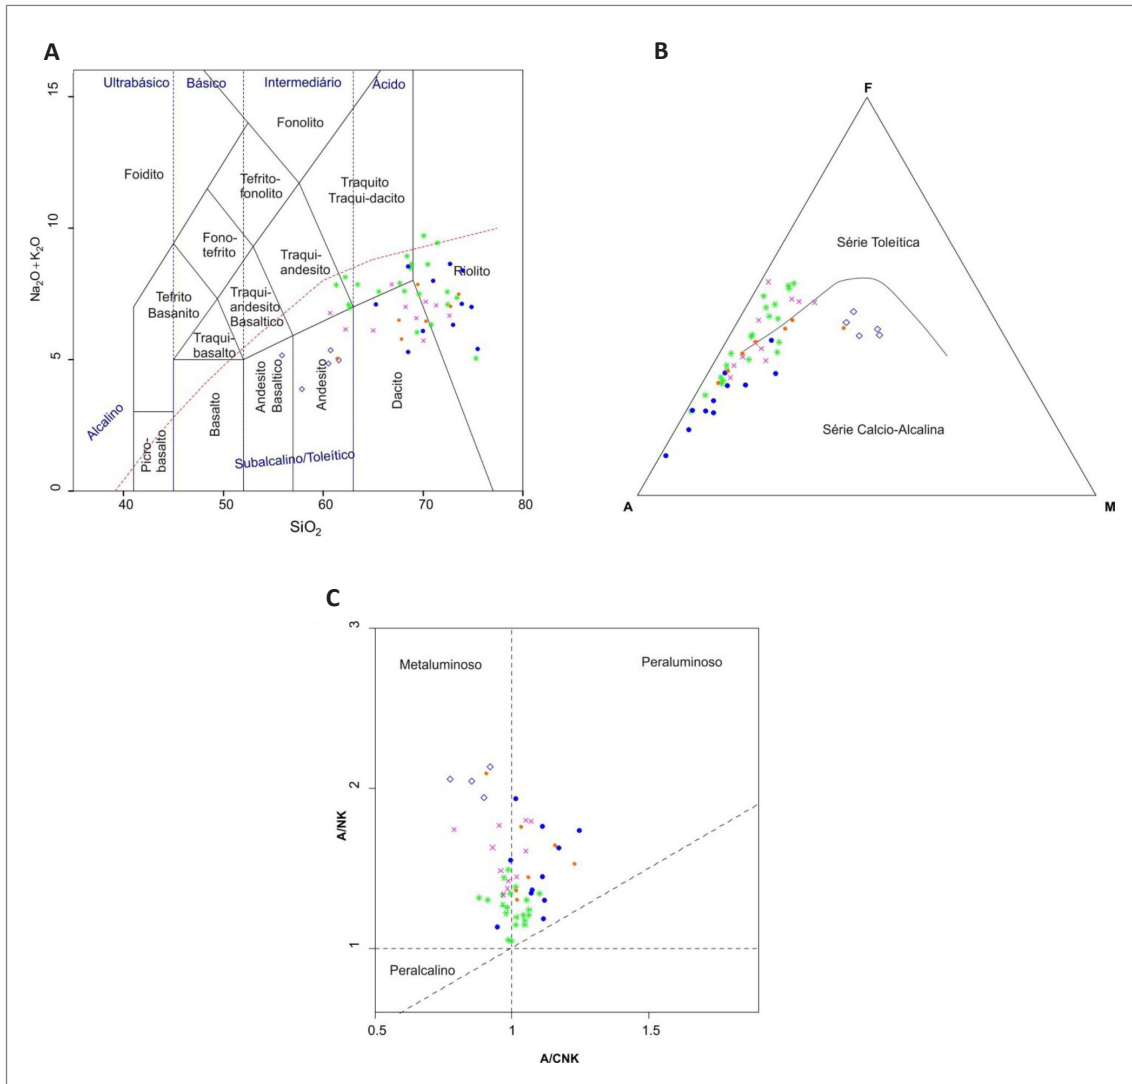 A
Ultrabásico Básico Intermediário Ácido
15
Fonolito
Foidito
Tefrito-
fonolito
Traquito
Traqui-dacito
10
Na2O+K2O
Fono-
tefrito
Traqui-
andesito
Riolito
Tefrito
Basanito
Traqui-
andesito
Basaltico
Traqui-
basalto
5
Alcalino
Picro-
basalto
Basalto
Andesito
Basaltico
Andesito
Dacito
Subalcalino/Toleítico
0
40 50 60 70 80
SiO2
B
F
Série Toleítica
Série Calcio-Alcalina
A M
C
3
Metaluminoso Peraluminoso
2
A/NK
1
Peralcalino
0.5 1 1.5
A/CNK